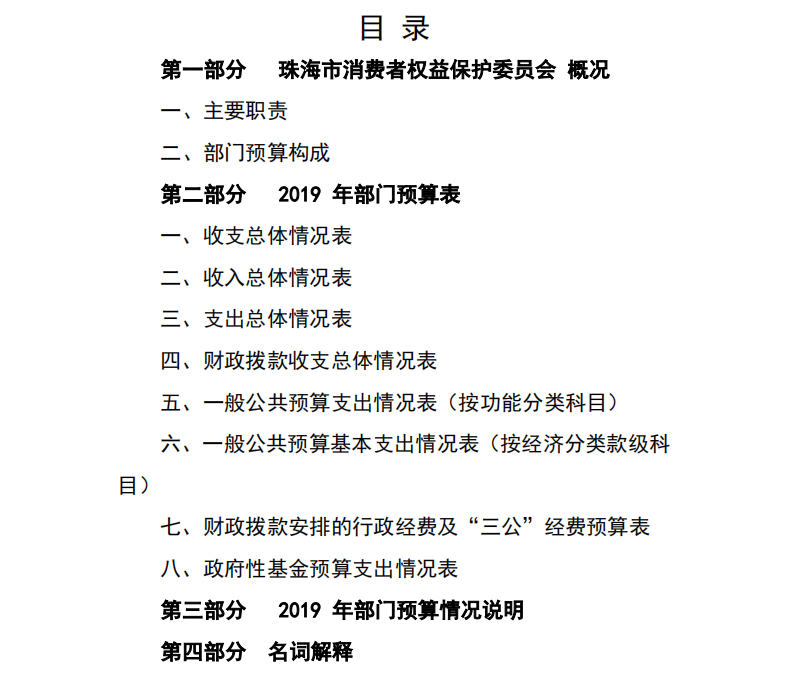 目 录
第一部分 珠海市消费者权益保护委员会 概况
一、主要职责
二、部门预算构成
第二部分 2019 年部门预算表
一、收支总体情况表
二、收入总体情况表
三、支出总体情况表
四、财政拨款收支总体情况表
五、一般公共预算支出情况表（按功能分类科目）
六、一般公共预算基本支出情况表（按经济分类款级科
目）
七、财政拨款安排的行政经费及“三公”经费预算表
八、政府性基金预算支出情况表
第三部分 2019 年部门预算情况说明
第四部分 名词解释